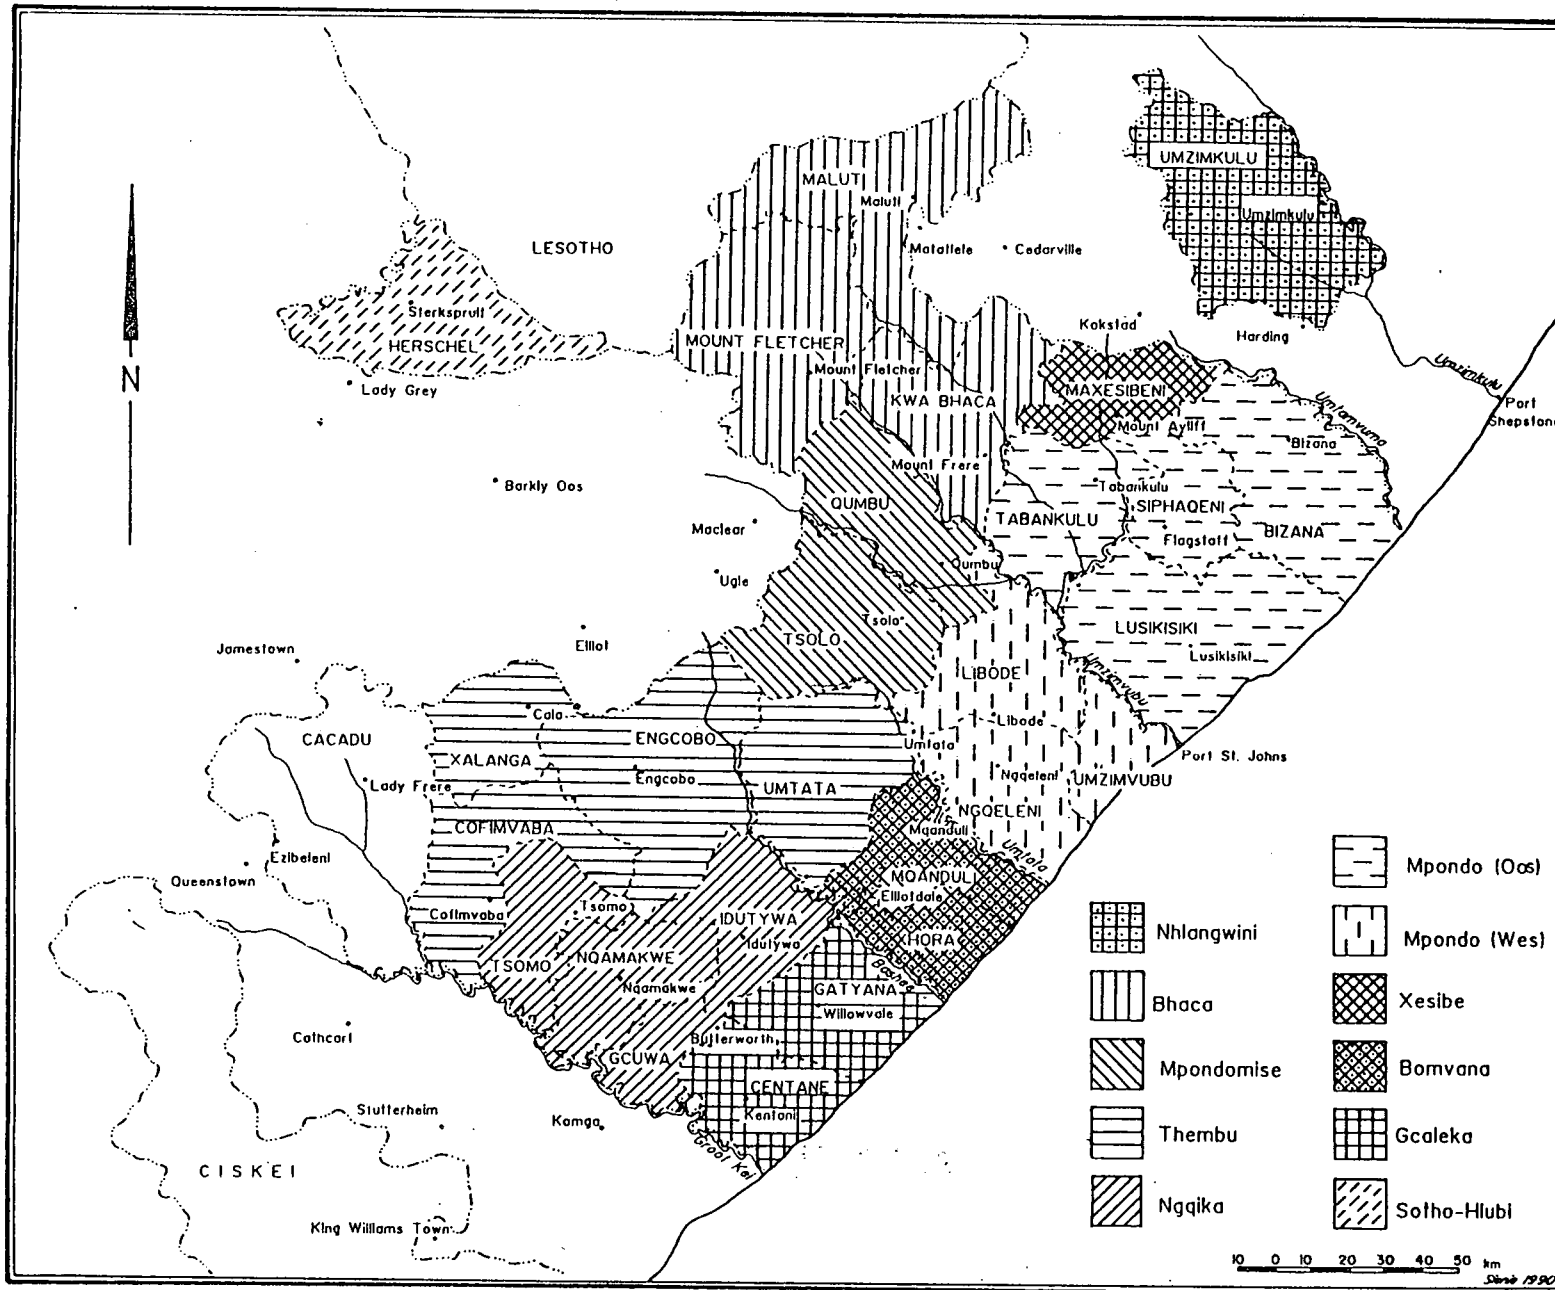 UMZIMKULU
MALUTI
Maluti
Umzimkulu
LESOTHO
Matatiele
Cedarville
Sterkspruit
Kokstad
HERSCHEL
MOUNT FLETCHER
Harding
Mount Fletcher
Umzimkulu
Lady Grey
KWA BHACA
MAXESIBENI
Port
Shepstone
Umtamvuma
Mount Ayliff
Bizana
Mount Frere
Barkly Oos
Tabankulu
QUMBU
TABANKULU
SIPHAQENI
BIZANA
Maclear
Flagstaff
Qumbu
Ugie
Tsolo
LUSIKISIKI
TSOLO
Elliot
Jamestown
Lusikisiki
Umzimvubu
LIBODE
Cala
Libode
CACADU
ENGCOBO
Umtata
XALANGA
Port St. Johns
Lady Frere
Engcobo
UMTATA
Nqgeleni
UMZIMVUBU
NGQELENI
COFIMVABA
Mqanduli
Umtata
Ezibeleni
Queenstown
MQANDULI
Elliotdale
Cofimvaba
Tsomo
IDUTYWA
Idutywa
XHORA
TSOMO
NQAMAKWE
Bashee
Nqamakwe
GATYANA
Willowvale
Cathcart
Butterworth
GCUWA
CENTANE
Stutterheim
Kentani
Komga
Groot Kei
CISKEI
King Williams Town
N
Nhlangwini
Bhaca
Mpondomise
Thembu
Ngqika
Mpondo (Oos)
Mpondo (Wes)
Xesibe
Bomvana
Gcaleka
Sotho-Hlubi
10 0 10 20 30 40 50 km
1990